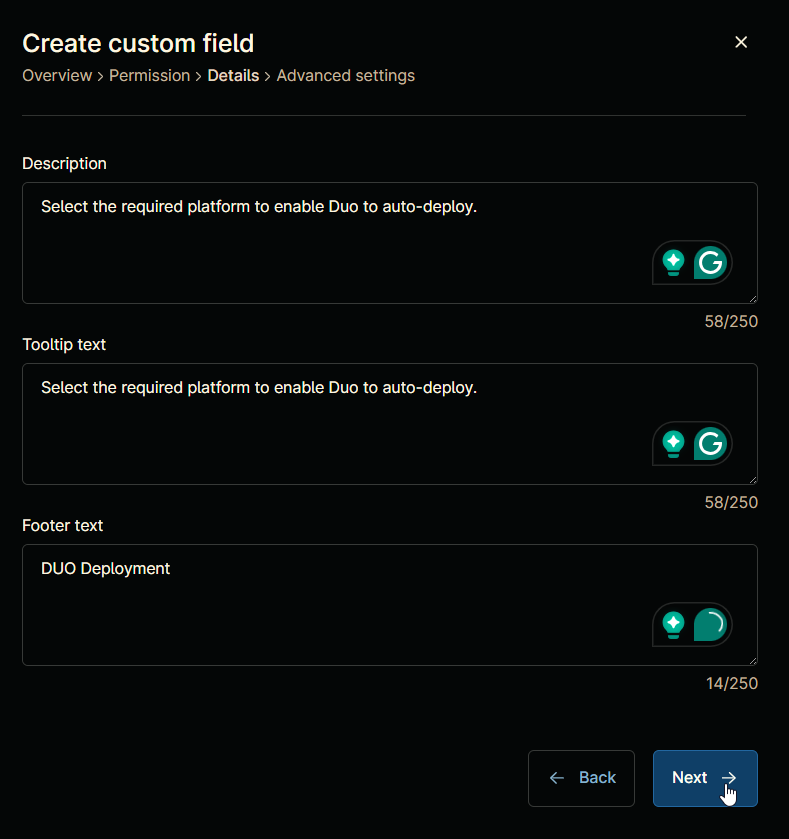 Create custom field
Overview > Permission > Details > Advanced settings
Description
Select the required platform to enable Duo to auto-deploy.
58/250
Tooltip text
Select the required platform to enable Duo to auto-deploy.
58/250
Footer text
DUO Deployment
14/250
Back
Next